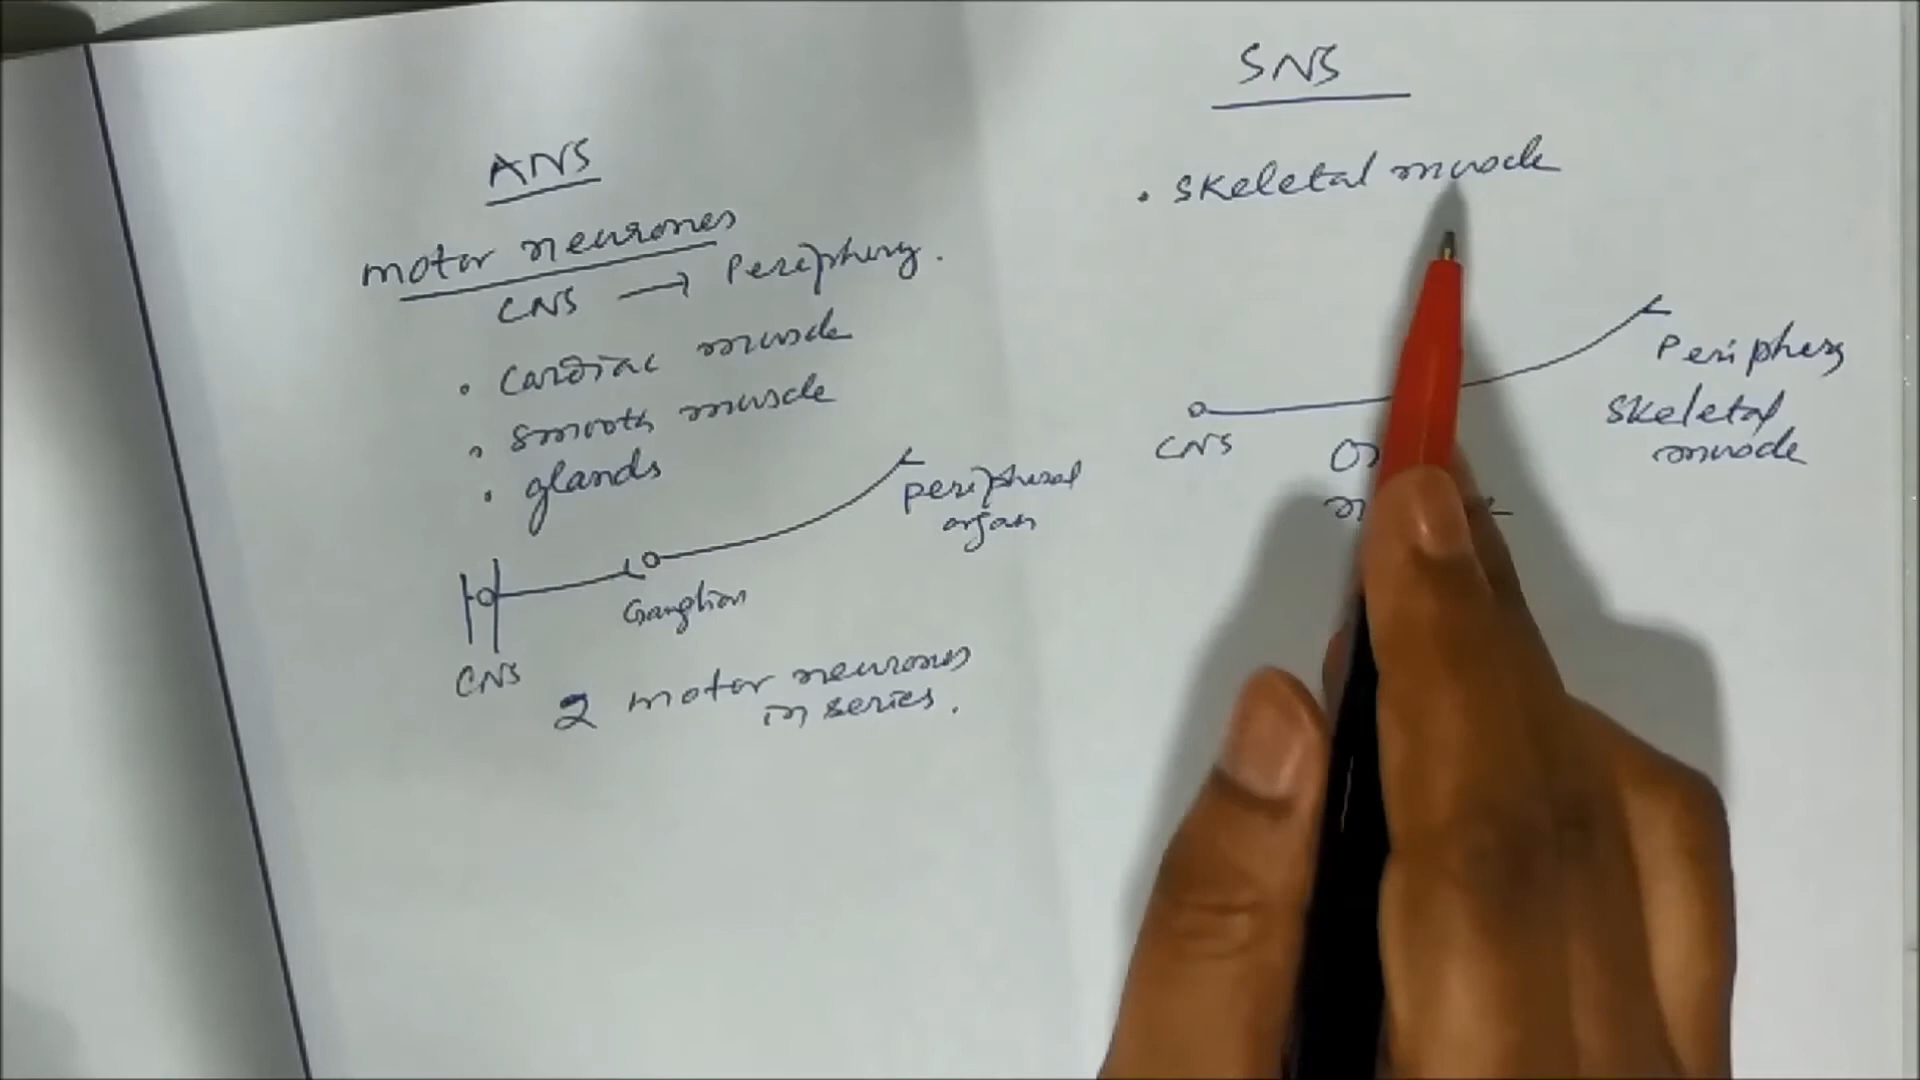 ANS
motor neurones
CNS → Periphery.
• Cardiac muscle
• smooth muscle
• glands
peripheral
organ
Ganglion
CNS
2 motor neurones
in series.
SNS
• Skeletal muscle
Periphery
Skeletal
muscle
CNS